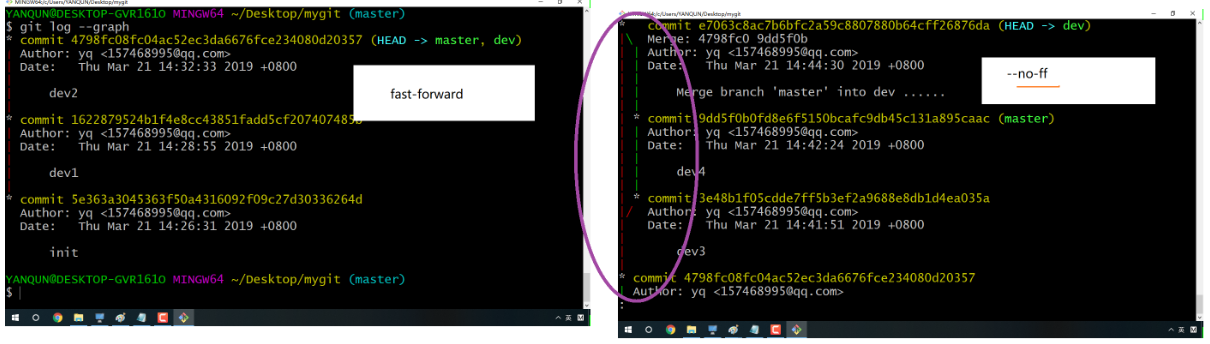 MINGW64:/c/Users/YANQUN/Desktop/mygit
YANQUN@DESKTOP-GVR161O MINGW64 ~/Desktop/mygit (master)
$ git log --graph
* commit 4798fc08fc04ac52ec3da6676fce234080d20357 (HEAD -> master, dev)
| Author: yq <157468995@qq.com>
| Date:   Thu Mar 21 14:32:33 2019 +0800
|
|     dev2
|
* commit 1622879524b1f4e8cc43851fadd5cf207407485b
| Author: yq <157468995@qq.com>
| Date:   Thu Mar 21 14:28:55 2019 +0800
|
|     dev1
|
* commit 5e363a3045363f50a4316092f09c27d30336264d
  Author: yq <157468995@qq.com>
  Date:   Thu Mar 21 14:26:31 2019 +0800

      init

YANQUN@DESKTOP-GVR161O MINGW64 ~/Desktop/mygit (master)
$
fast-forward
英
M
MINGW64:/c/Users/YANQUN/Desktop/mygit
*   commit e7063c8ac7b6bfc2a59c8807880b64cff26876da (HEAD -> dev)
|\  Merge: 4798fc0 9dd5f0b
| | Author: yq <157468995@qq.com>
| | Date:   Thu Mar 21 14:44:30 2019 +0800
| |
| |     Merge branch 'master' into dev ......
| |
| * commit 9dd5f0b0fd8e6f5150bcafc9db45c131a895caac (master)
| | Author: yq <157468995@qq.com>
| | Date:   Thu Mar 21 14:42:24 2019 +0800
| |
| |     dev4
| |
| * commit 3e48b1f05cdde7ff5b3ef2a9688e8db1d4ea035a
|/  Author: yq <157468995@qq.com>
|   Date:   Thu Mar 21 14:41:51 2019 +0800
|
|       dev3
|
* commit 4798fc08fc04ac52ec3da6676fce234080d20357
| Author: yq <157468995@qq.com>
:
--no-ff
英
M